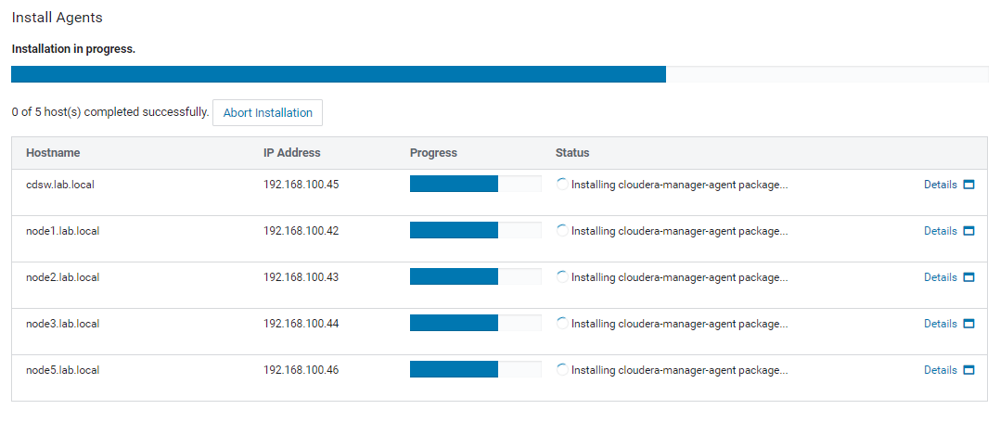 Install Agents
Installation in progress.
0 of 5 host(s) completed successfully. Abort Installation
Hostname IP Address Progress Status
cdsw.lab.local 192.168.100.45 Installing cloudera-manager-agent package... Details
node1.lab.local 192.168.100.42 Installing cloudera-manager-agent package... Details
node2.lab.local 192.168.100.43 Installing cloudera-manager-agent package... Details
node3.lab.local 192.168.100.44 Installing cloudera-manager-agent package... Details
node5.lab.local 192.168.100.46 Installing cloudera-manager-agent package... Details